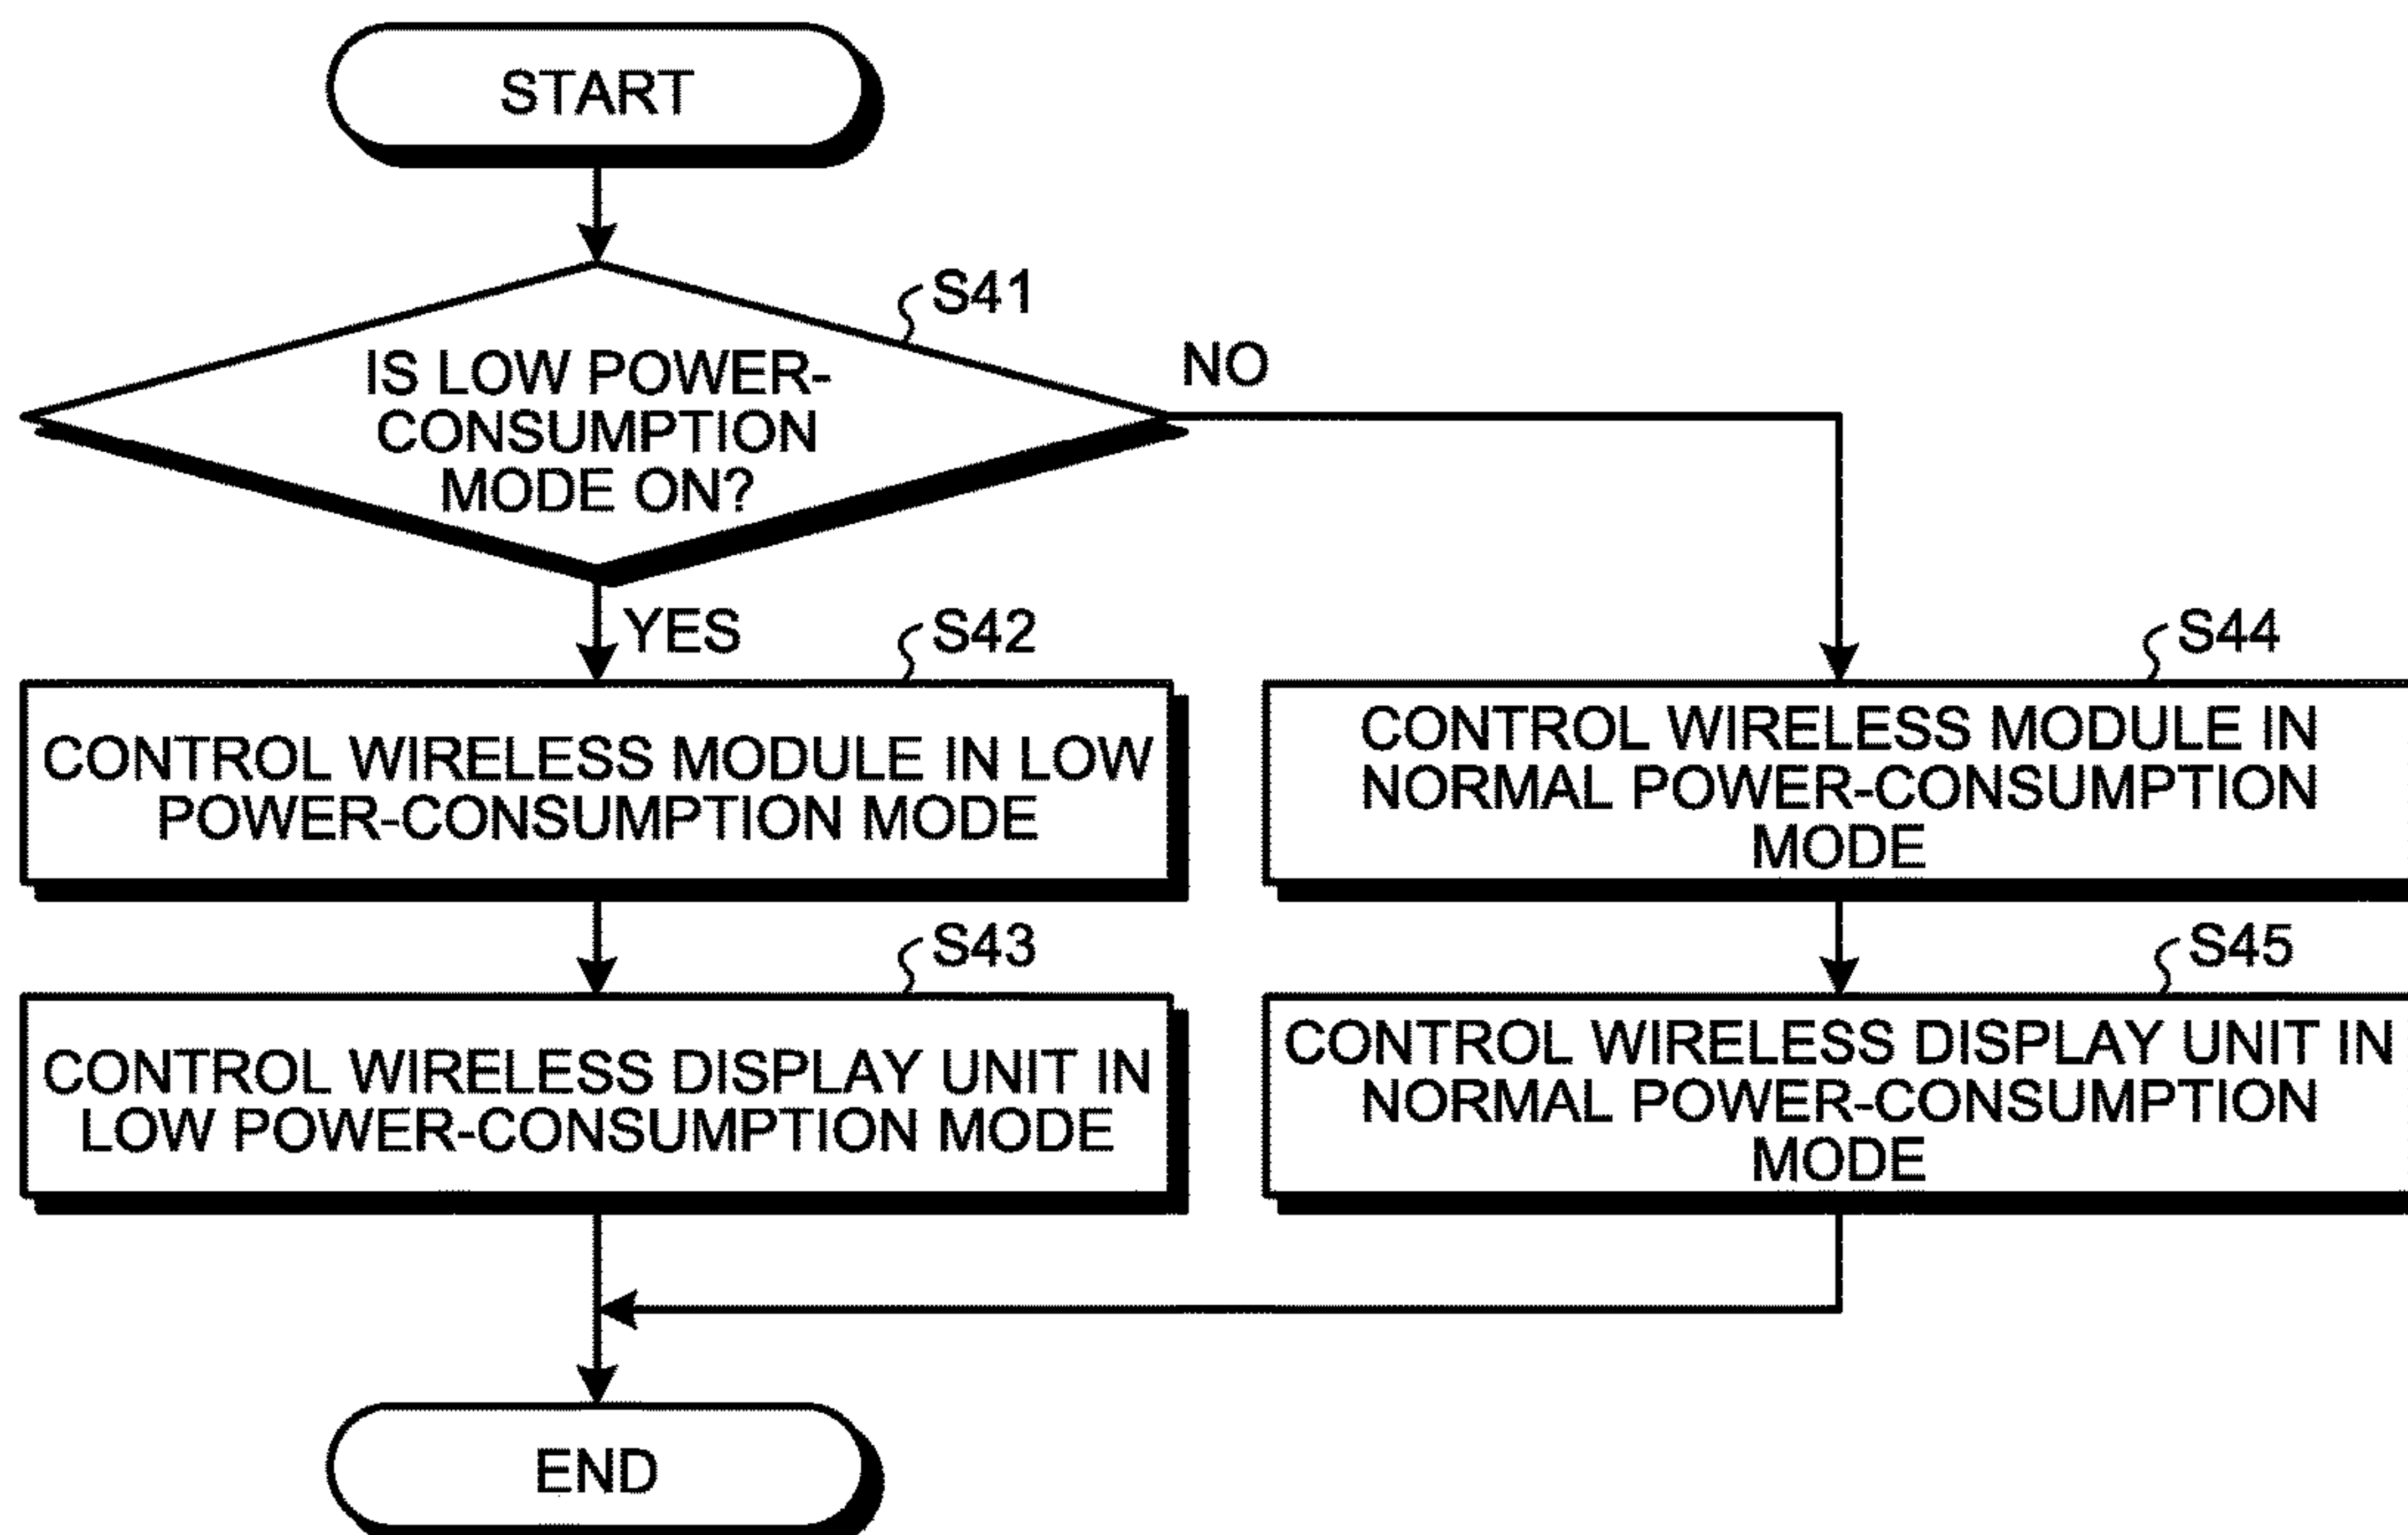 START
S41
IS LOW POWER-
CONSUMPTION
MODE ON?
NO
YES
S42
CONTROL WIRELESS MODULE IN LOW
POWER-CONSUMPTION MODE
S43
CONTROL WIRELESS DISPLAY UNIT IN
LOW POWER-CONSUMPTION MODE
S44
CONTROL WIRELESS MODULE IN
NORMAL POWER-CONSUMPTION
MODE
S45
CONTROL WIRELESS DISPLAY UNIT IN
NORMAL POWER-CONSUMPTION
MODE
END